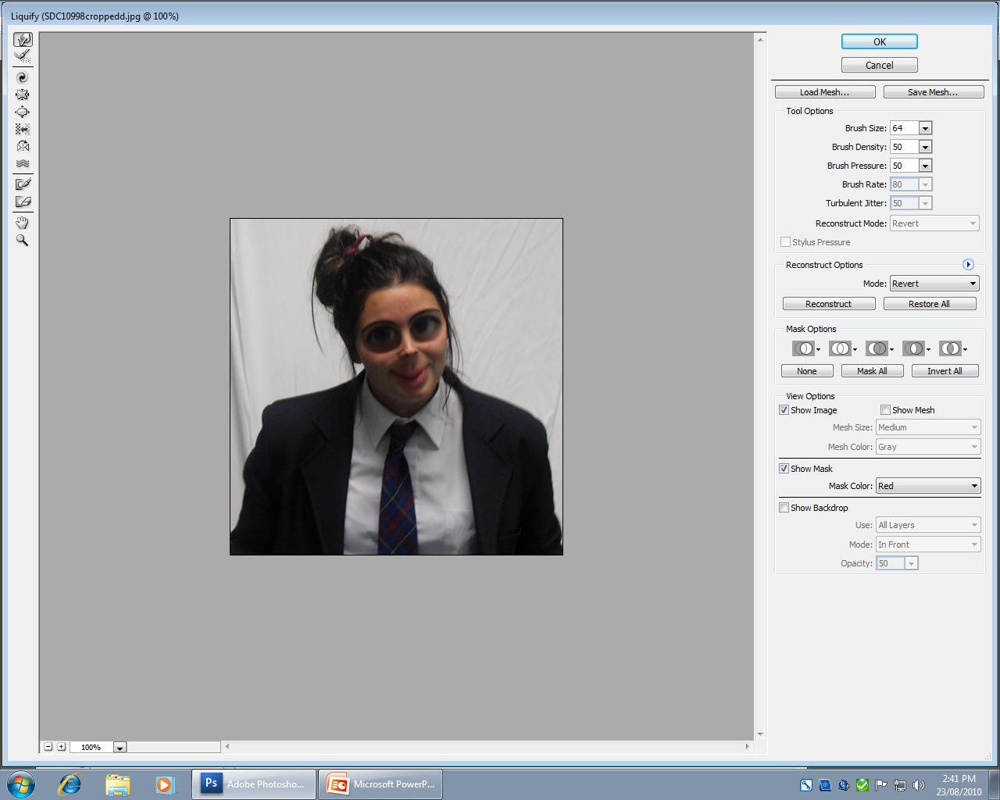 Liquify (SDC10998croppedd.jpg @ 100%)
OK
Cancel
Load Mesh...
Save Mesh...
Tool Options
Brush Size: 64
Brush Density: 50
Brush Pressure: 50
Brush Rate: 80
Turbulent Jitter: 50
Reconstruct Mode: Revert
Stylus Pressure
Reconstruct Options
Mode: Revert
Reconstruct
Restore All
Mask Options
None
Mask All
Invert All
View Options
Show Image
Show Mesh
Mesh Size: Medium
Mesh Color: Gray
Show Mask
Mask Color: Red
Show Backdrop
Use: All Layers
Mode: In Front
Opacity: 50
100%
Ps
Adobe Photosho...
Microsoft PowerP...
2:41 PM
23/08/2010